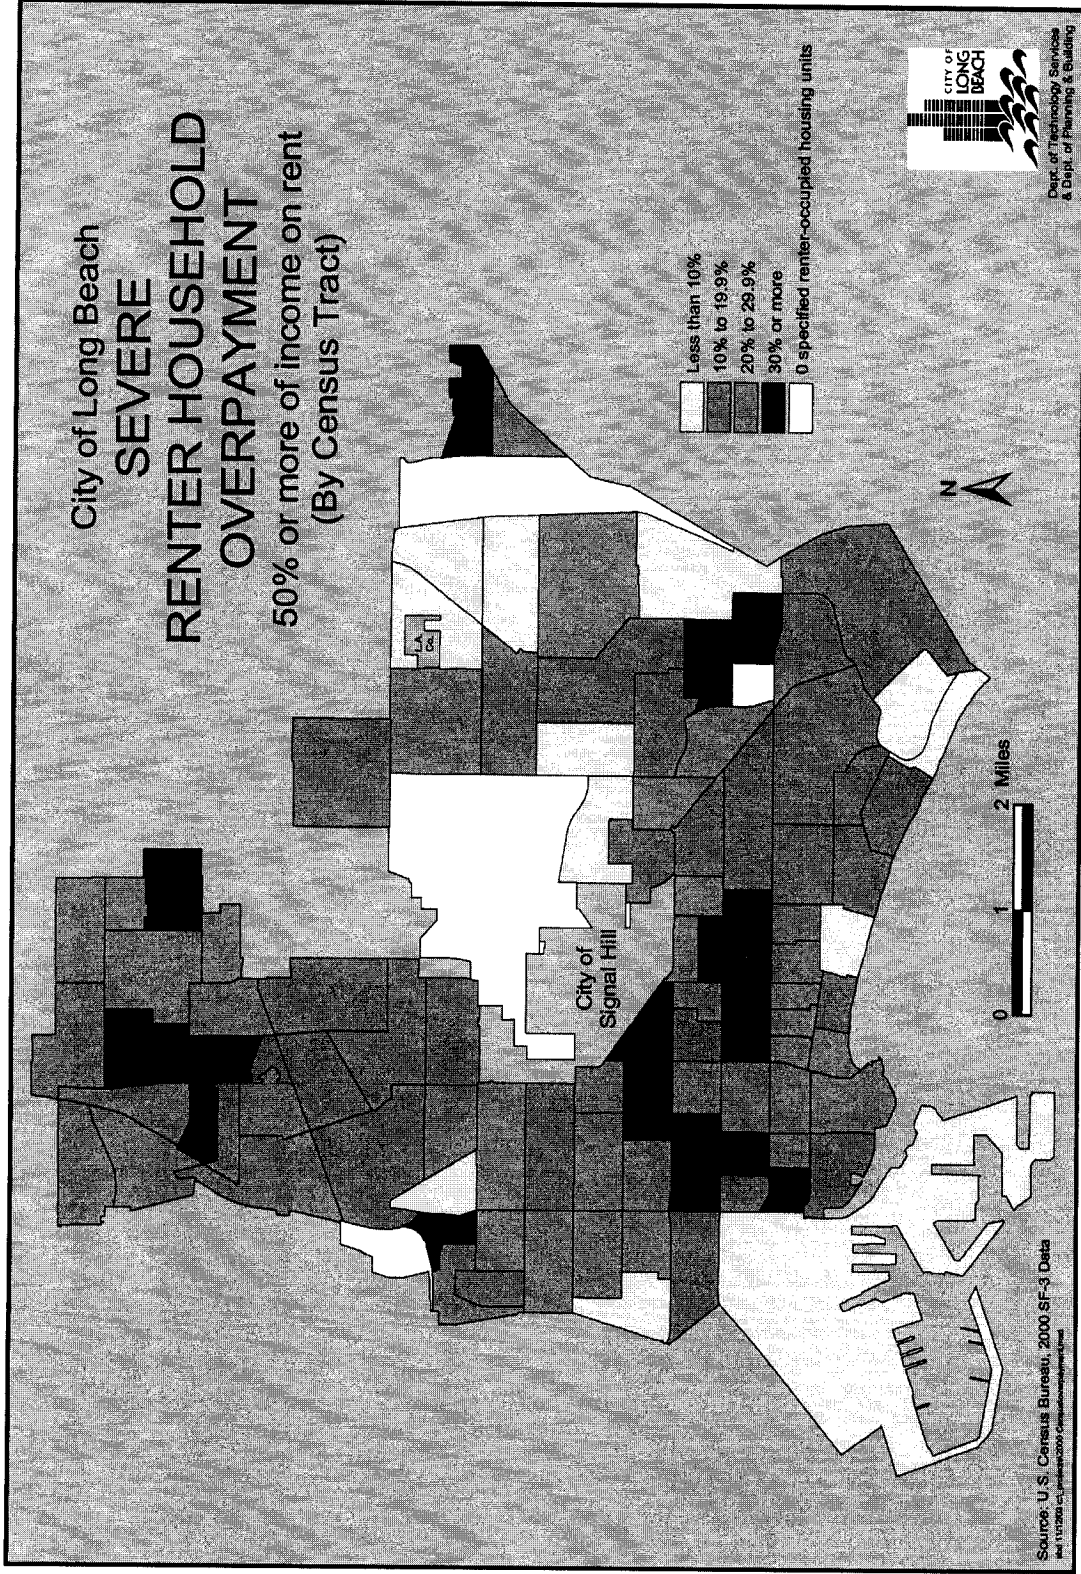 City of Long Beach
SEVERE
RENTER HOUSEHOLD
OVERPAYMENT
50% or more of income on rent
(By Census Tract)
L.A.
Co.
City of
Signal Hill
Less than 10%
10% to 19.9%
20% to 29.9%
30% or more
0 specified renter-occupied housing units
N
0 1 2 Miles
CITY OF
LONG
BEACH
Dept. of Technology Services
& Dept. of Planning & Building
Source: U.S. Census Bureau, 2000 SF-3 Data